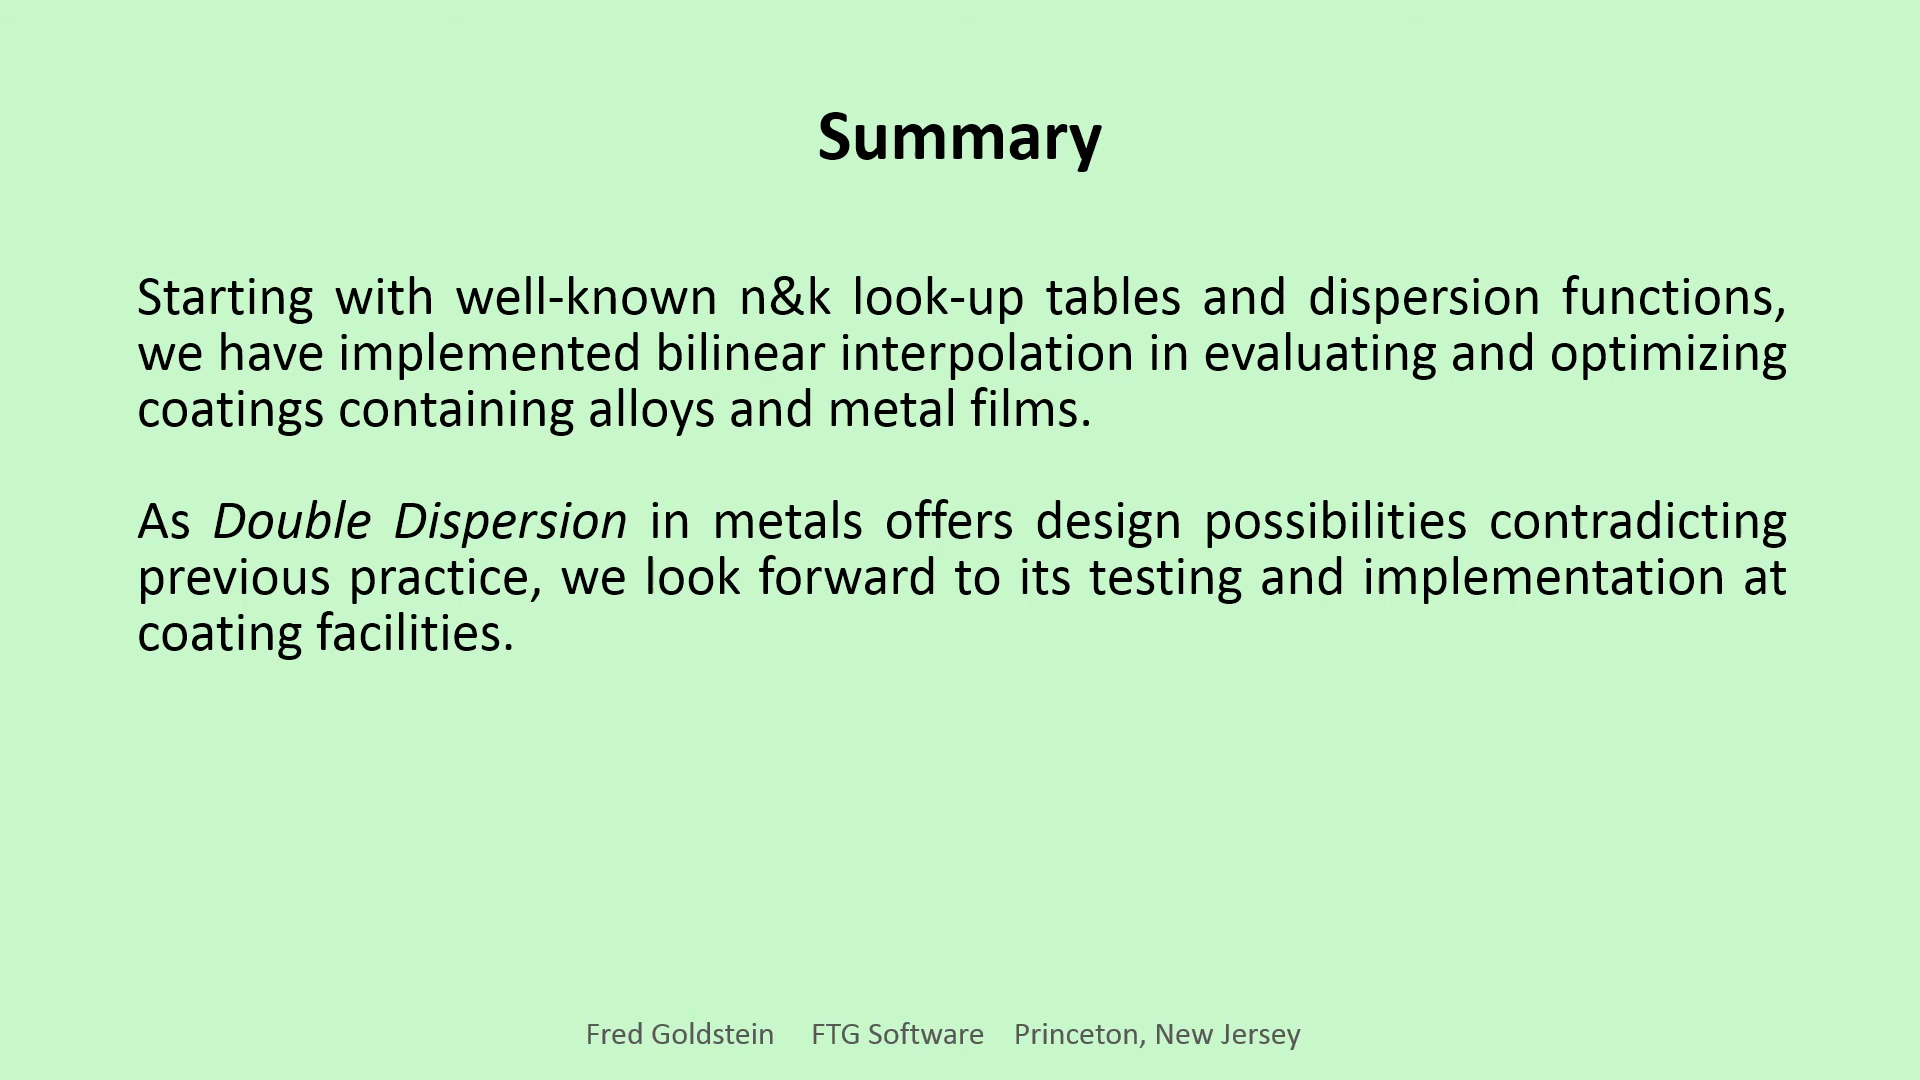 Summary
Starting with well-known n&k look-up tables and dispersion functions,
we have implemented bilinear interpolation in evaluating and optimizing
coatings containing alloys and metal films.
As Double Dispersion in metals offers design possibilities contradicting
previous practice, we look forward to its testing and implementation at
coating facilities.
Fred Goldstein FTG Software Princeton, New Jersey